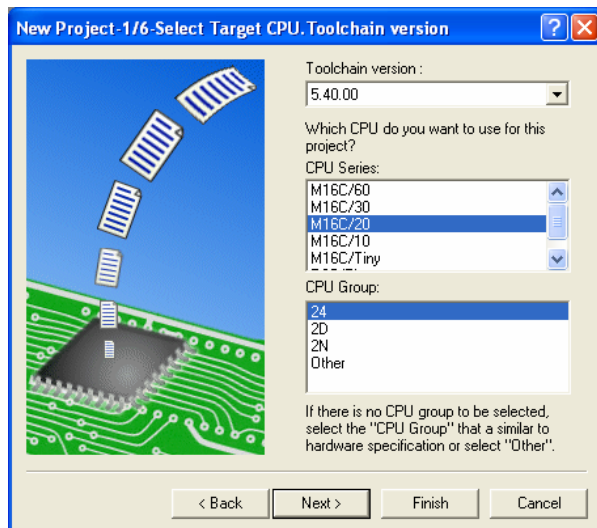 New Project-1/6-Select Target CPU.Toolchain version
Toolchain version :
5.40.00
Which CPU do you want to use for this
project?
CPU Series:
M16C/60
M16C/30
M16C/20
M16C/10
M16C/Tiny
CPU Group:
24
2D
2N
Other
If there is no CPU group to be selected,
select the "CPU Group" that a similar to
hardware specification or select "Other".
< Back
Next >
Finish
Cancel